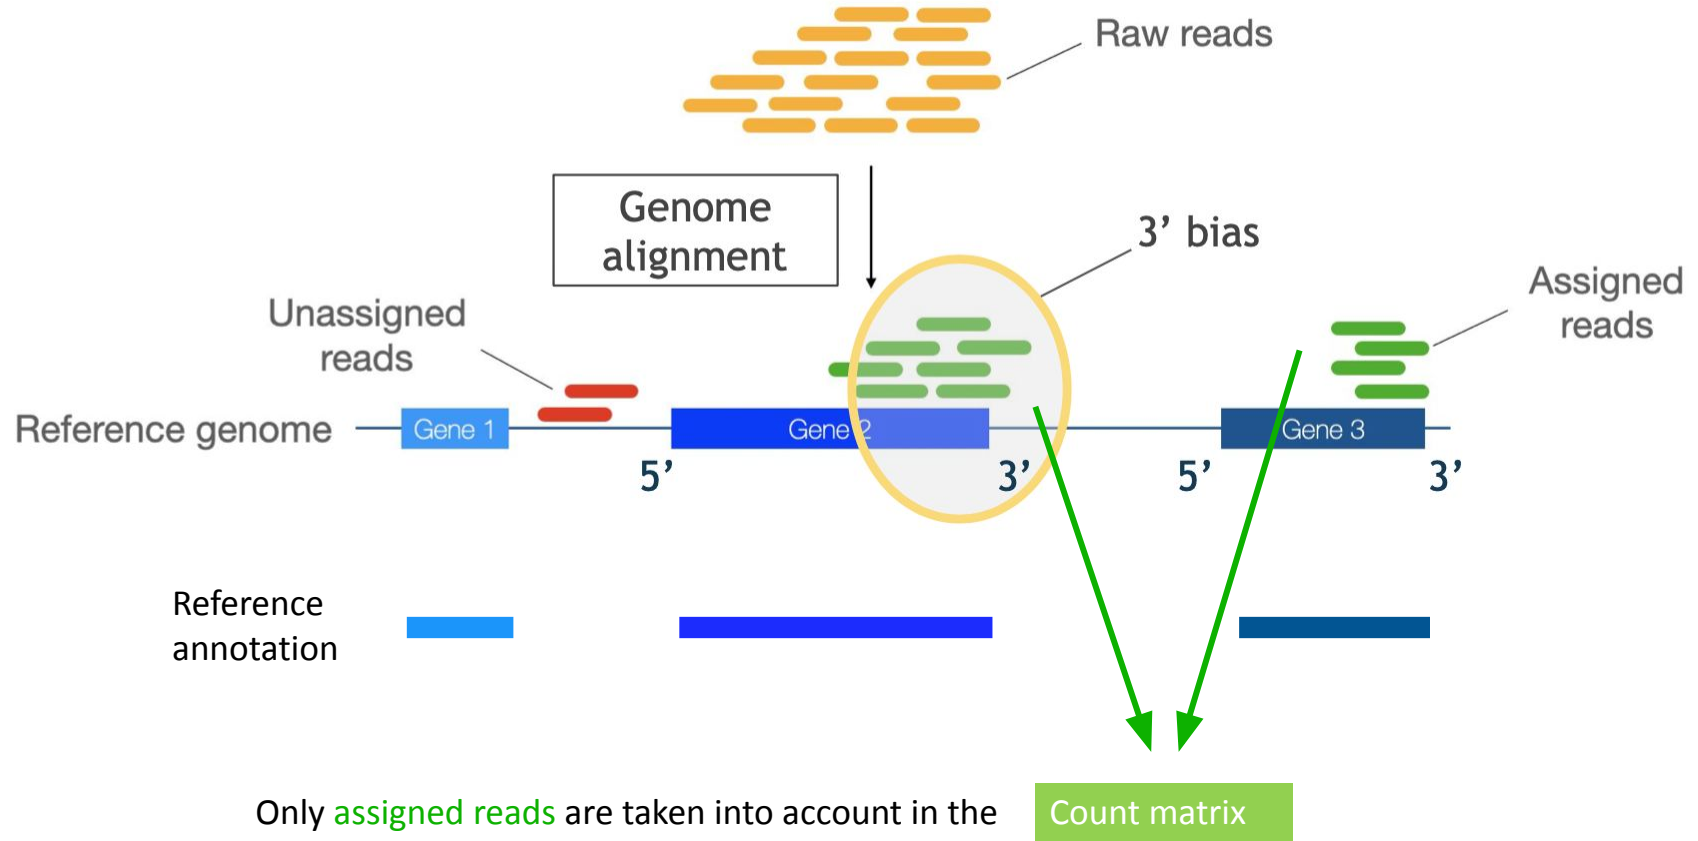 Raw reads
Genome
alignment
3’ bias
Unassigned
reads
Assigned
reads
Reference genome
Gene 1
Gene 2
Gene 3
5’
3’
5’
3’
Reference
annotation
Only assigned reads are taken into account in the Count matrix